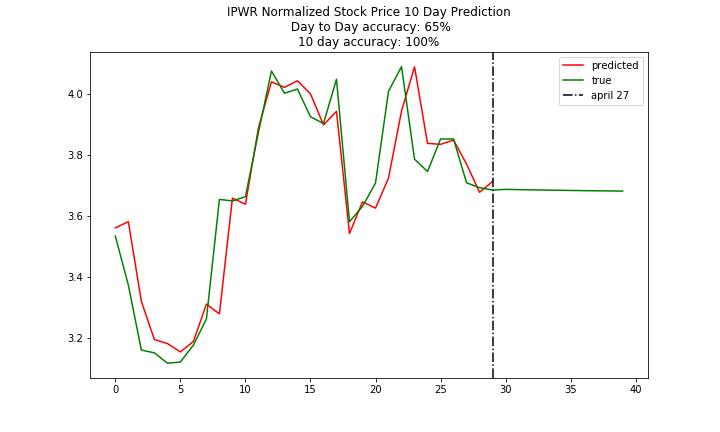 IPWR Normalized Stock Price 10 Day Prediction
Day to Day accuracy: 65%
10 day accuracy: 100%
predicted
true
april 27
4.0
3.8
3.6
3.4
3.2
0 5 10 15 20 25 30 35 40